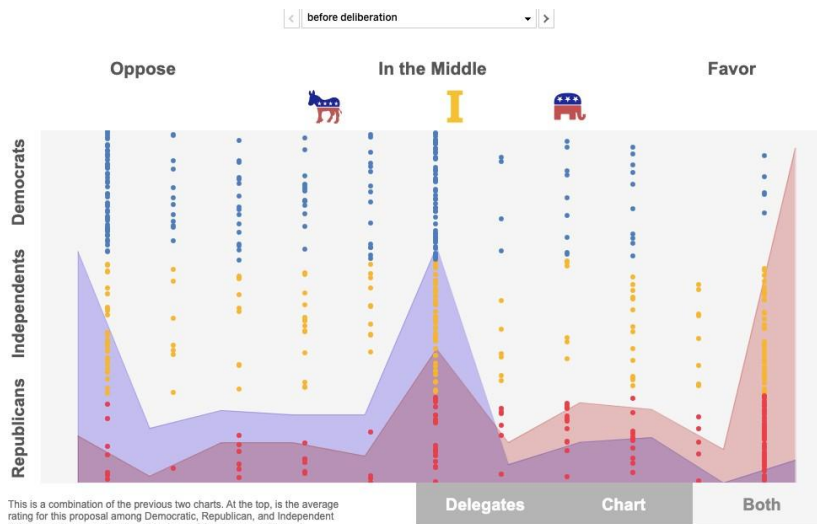 before deliberation
Oppose In the Middle Favor
I
Democrats
Independents
Republicans
This is a combination of the previous two charts. At the top, is the average
rating for this proposal among Democratic, Republican, and Independent
Delegates Chart Both